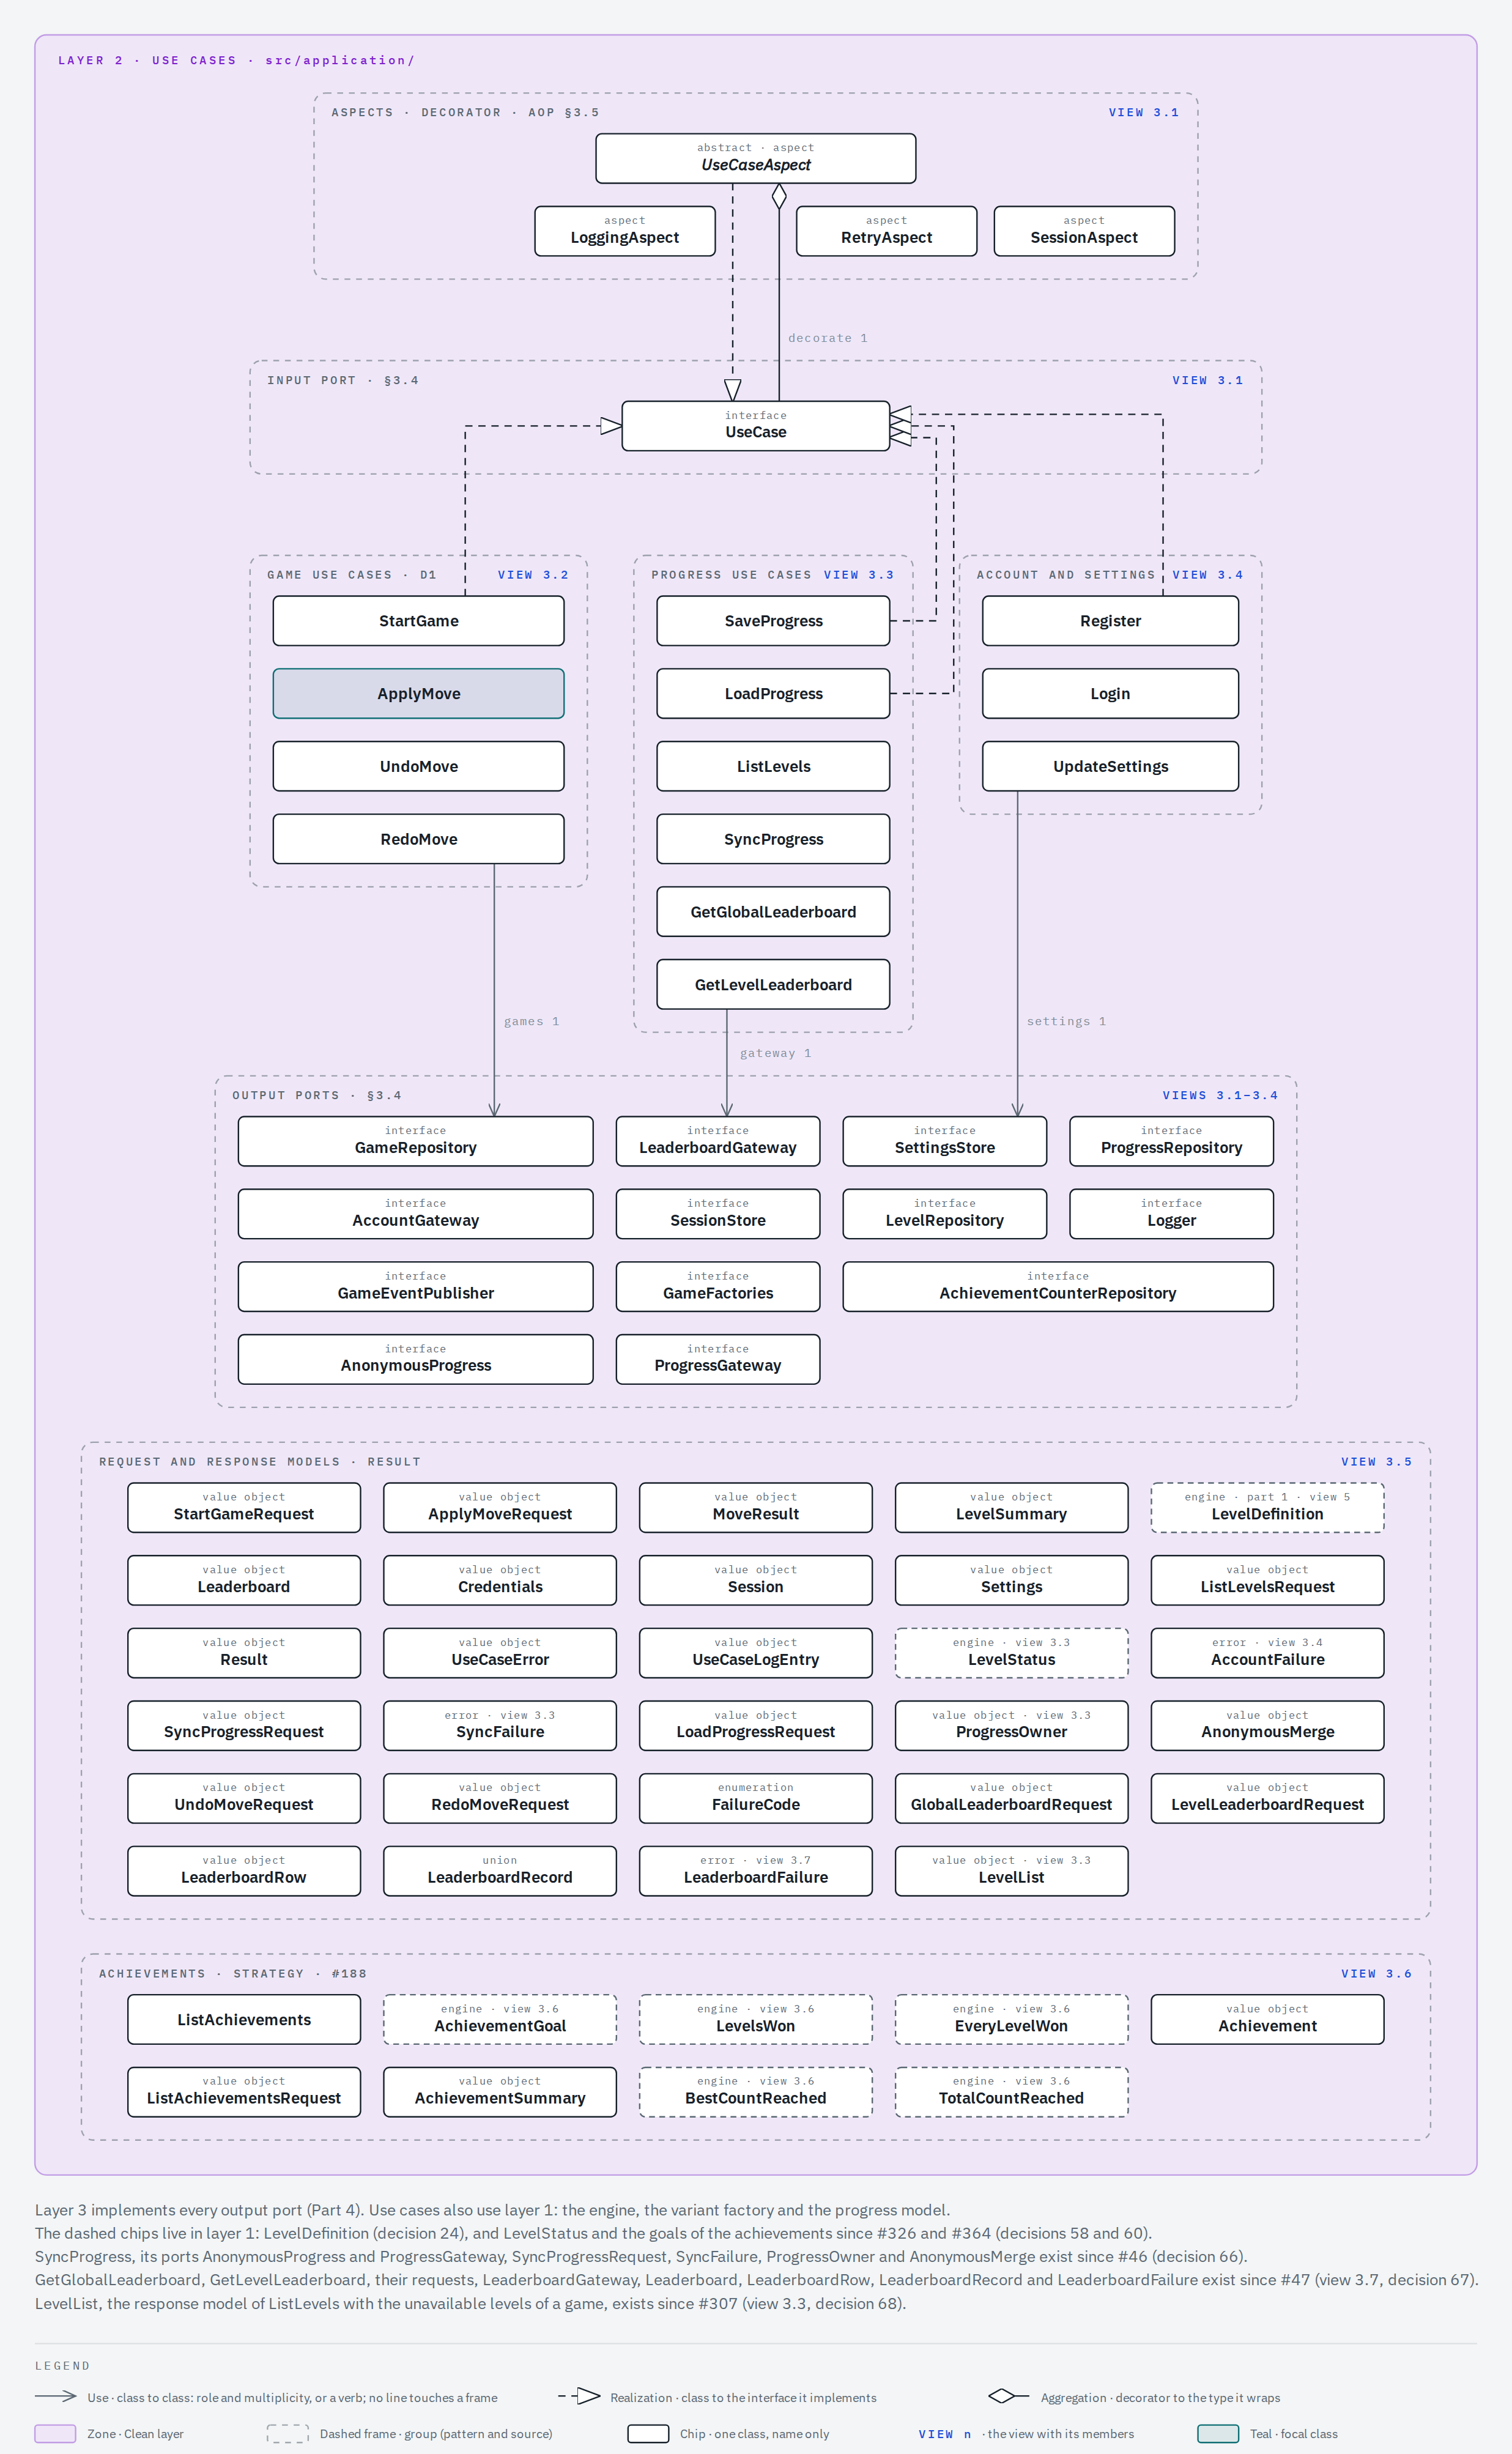 LAYER 2 · USE CASES · src/application/
ASPECTS · DECORATOR · AOP §3.5
VIEW 3.1
abstract · aspect
UseCaseAspect
aspect
LoggingAspect
aspect
RetryAspect
aspect
SessionAspect
decorate 1
INPUT PORT · §3.4
VIEW 3.1
interface
UseCase
GAME USE CASES · D1
VIEW 3.2
StartGame
ApplyMove
UndoMove
RedoMove
PROGRESS USE CASES
VIEW 3.3
SaveProgress
LoadProgress
ListLevels
SyncProgress
GetGlobalLeaderboard
GetLevelLeaderboard
ACCOUNT AND SETTINGS
VIEW 3.4
Register
Login
UpdateSettings
games 1
gateway 1
settings 1
OUTPUT PORTS · §3.4
VIEWS 3.1–3.4
interface
GameRepository
interface
LeaderboardGateway
interface
SettingsStore
interface
ProgressRepository
interface
AccountGateway
interface
SessionStore
interface
LevelRepository
interface
Logger
interface
GameEventPublisher
interface
GameFactories
interface
AchievementCounterRepository
interface
AnonymousProgress
interface
ProgressGateway
REQUEST AND RESPONSE MODELS · RESULT
VIEW 3.5
value object
StartGameRequest
value object
ApplyMoveRequest
value object
MoveResult
value object
LevelSummary
engine · part 1 · view 5
LevelDefinition
value object
Leaderboard
value object
Credentials
value object
Session
value object
Settings
value object
ListLevelsRequest
value object
Result
value object
UseCaseError
value object
UseCaseLogEntry
engine · view 3.3
LevelStatus
error · view 3.4
AccountFailure
value object
SyncProgressRequest
error · view 3.3
SyncFailure
value object
LoadProgressRequest
value object · view 3.3
ProgressOwner
value object
AnonymousMerge
value object
UndoMoveRequest
value object
RedoMoveRequest
enumeration
FailureCode
value object
GlobalLeaderboardRequest
value object
LevelLeaderboardRequest
value object
LeaderboardRow
union
LeaderboardRecord
error · view 3.7
LeaderboardFailure
value object · view 3.3
LevelList
ACHIEVEMENTS · STRATEGY · #188
VIEW 3.6
ListAchievements
engine · view 3.6
AchievementGoal
engine · view 3.6
LevelsWon
engine · view 3.6
EveryLevelWon
value object
Achievement
value object
ListAchievementsRequest
value object
AchievementSummary
engine · view 3.6
BestCountReached
engine · view 3.6
TotalCountReached
Layer 3 implements every output port (Part 4). Use cases also use layer 1: the engine, the variant factory and the progress model.
The dashed chips live in layer 1: LevelDefinition (decision 24), and LevelStatus and the goals of the achievements since #326 and #364 (decisions 58 and 60).
SyncProgress, its ports AnonymousProgress and ProgressGateway, SyncProgressRequest, SyncFailure, ProgressOwner and AnonymousMerge exist since #46 (decision 66).
GetGlobalLeaderboard, GetLevelLeaderboard, their requests, LeaderboardGateway, Leaderboard, LeaderboardRow, LeaderboardRecord and LeaderboardFailure exist since #47 (view 3.7, decision 67).
LevelList, the response model of ListLevels with the unavailable levels of a game, exists since #307 (view 3.3, decision 68).
LEGEND
Use · class to class: role and multiplicity, or a verb; no line touches a frame
Realization · class to the interface it implements
Aggregation · decorator to the type it wraps
Zone · Clean layer
Dashed frame · group (pattern and source)
Chip · one class, name only
VIEW n · the view with its members
Teal · focal class